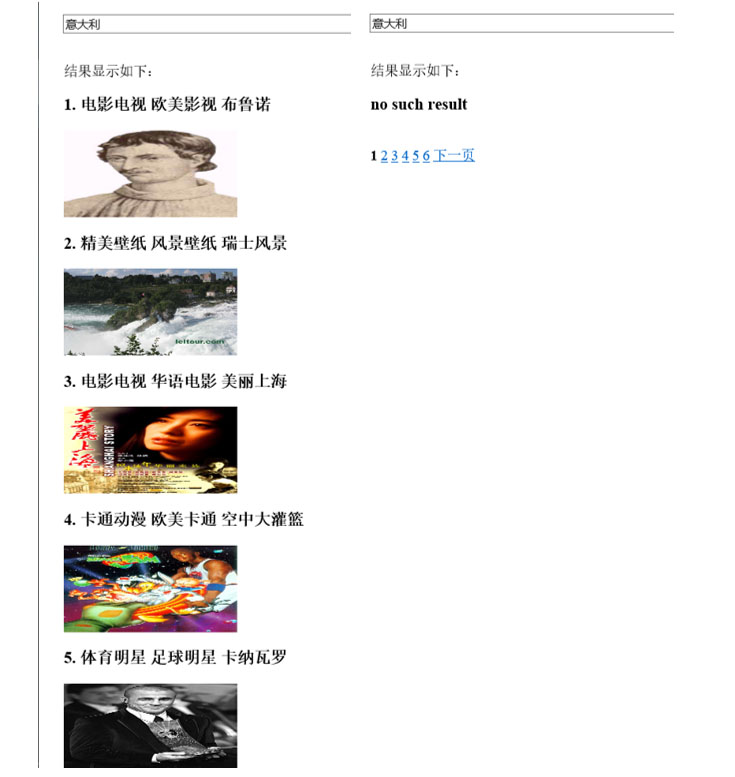 意大利
结果显示如下:
1. 电影电视 欧美影视 布鲁诺
2. 精美壁纸 风景壁纸 瑞士风景
leitour.com
3. 电影电视 华语电影 美丽上海
美麗上海
SHANGHAI STORY
4. 卡通动漫 欧美卡通 空中大灌篮
5. 体育明星 足球明星 卡纳瓦罗
意大利
结果显示如下:
no such result
1 2 3 4 5 6 下一页